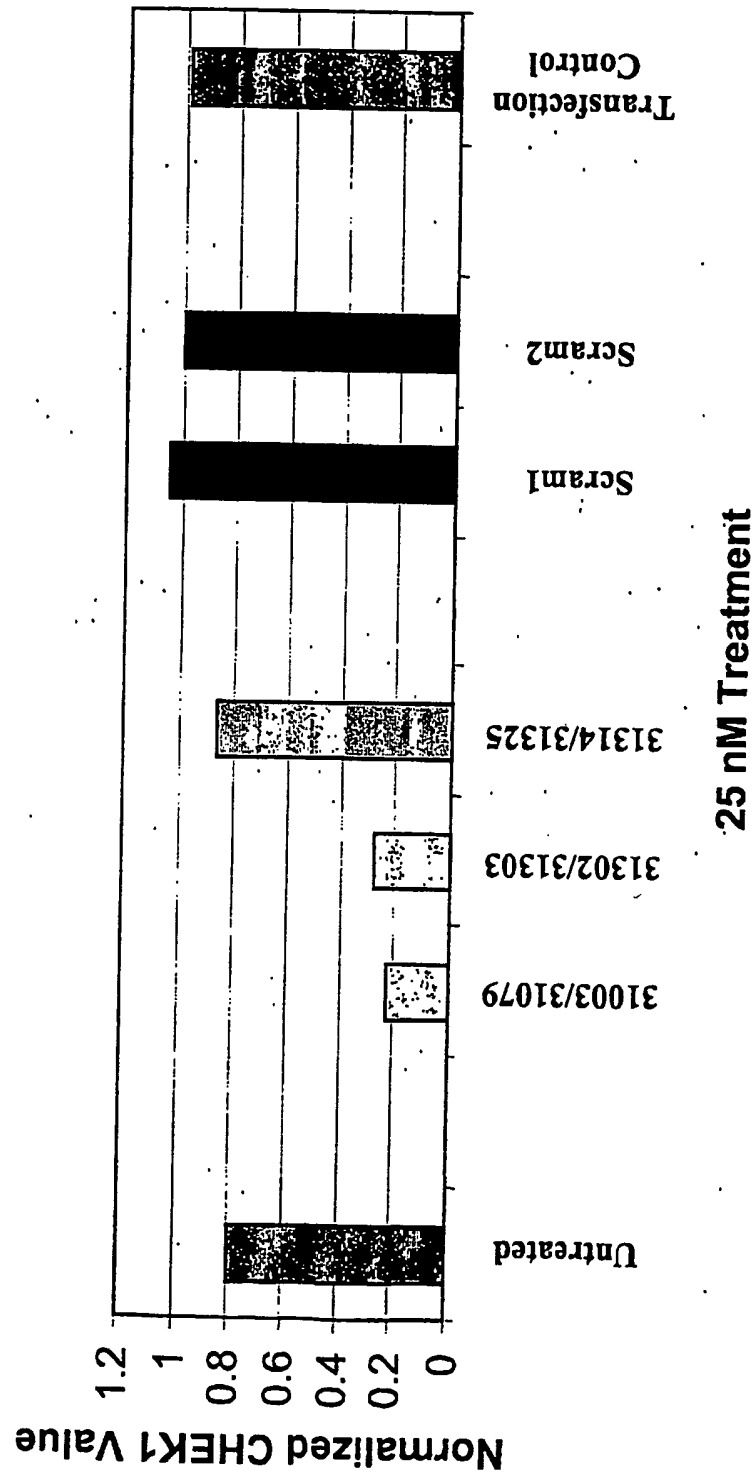 Normalized CHEK1 Value
1.2
1
0.8
0.6
0.4
0.2
0
Untreated
31003/31079
31302/31303
31314/31325
Scram1
Scram2
Transfection
Control
25 nM Treatment